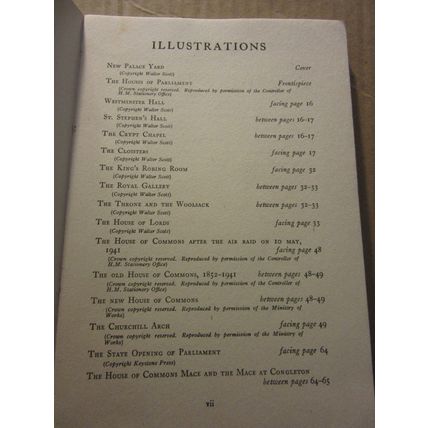 ILLUSTRATIONS
NEW PALACE YARD Cover
(Copyright Walter Scott)
THE HOUSES OF PARLIAMENT Frontispiece
(Crown copyright reserved. Reproduced by permission of the Controller of
H.M. Stationery Office)
WESTMINSTER HALL facing page 16
(Copyright Walter Scott)
ST. STEPHEN'S HALL between pages 16-17
(Copyright Walter Scott)
THE CRYPT CHAPEL between pages 16-17
(Copyright Walter Scott)
THE CLOISTERS facing page 17
(Copyright Walter Scott)
THE KING'S ROBING ROOM facing page 32
(Copyright Walter Scott)
THE ROYAL GALLERY between pages 32-33
(Copyright Walter Scott)
THE THRONE AND THE WOOLSACK between pages 32-33
(Copyright Walter Scott)
THE HOUSE OF LORDS facing page 33
(Copyright Walter Scott)
THE HOUSE OF COMMONS AFTER THE AIR RAID ON 10 MAY,
1941 facing page 48
(Crown copyright reserved. Reproduced by permission of the Controller of
H.M. Stationery Office)
THE OLD HOUSE OF COMMONS, 1852-1941 between pages 48-49
(Crown copyright reserved. Reproduced by permission of the Controller of
H.M. Stationery Office)
THE NEW HOUSE OF COMMONS between pages 48-49
(Crown copyright reserved. Reproduced by permission of the Ministry of
Works)
THE CHURCHILL ARCH facing page 49
(Crown copyright reserved. Reproduced by permission of the Ministry of
Works)
THE STATE OPENING OF PARLIAMENT facing page 64
(Copyright Keystone Press)
THE HOUSE OF COMMONS MACE AND THE MACE AT CONGLETON
between pages 64-65
vii